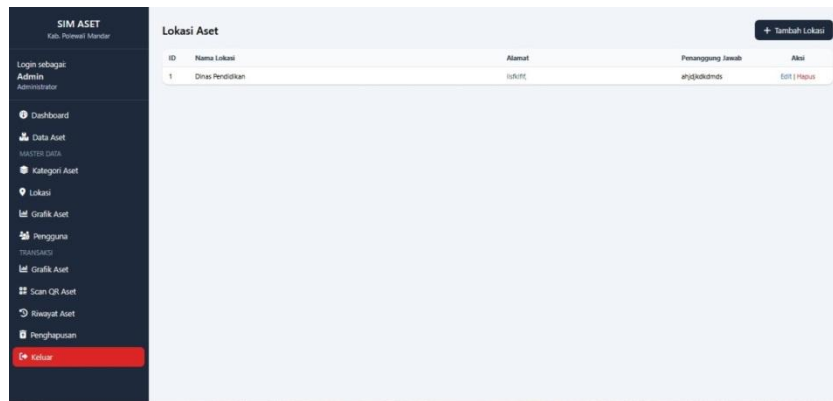 SIM ASET
Kab. Polewali Mandar
Login sebagai:
Admin
Administrator
Dashboard
Data Aset
MASTER DATA
Kategori Aset
Lokasi
Grafik Aset
Pengguna
TRANSAKSI
Grafik Aset
Scan QR Aset
Riwayat Aset
Penghapusan
Keluar
Lokasi Aset
+ Tambah Lokasi
ID Nama Lokasi Alamat Penanggung Jawab Aksi
1 Dinas Pendidikan ahjdjkdkdmds Edit | Hapus